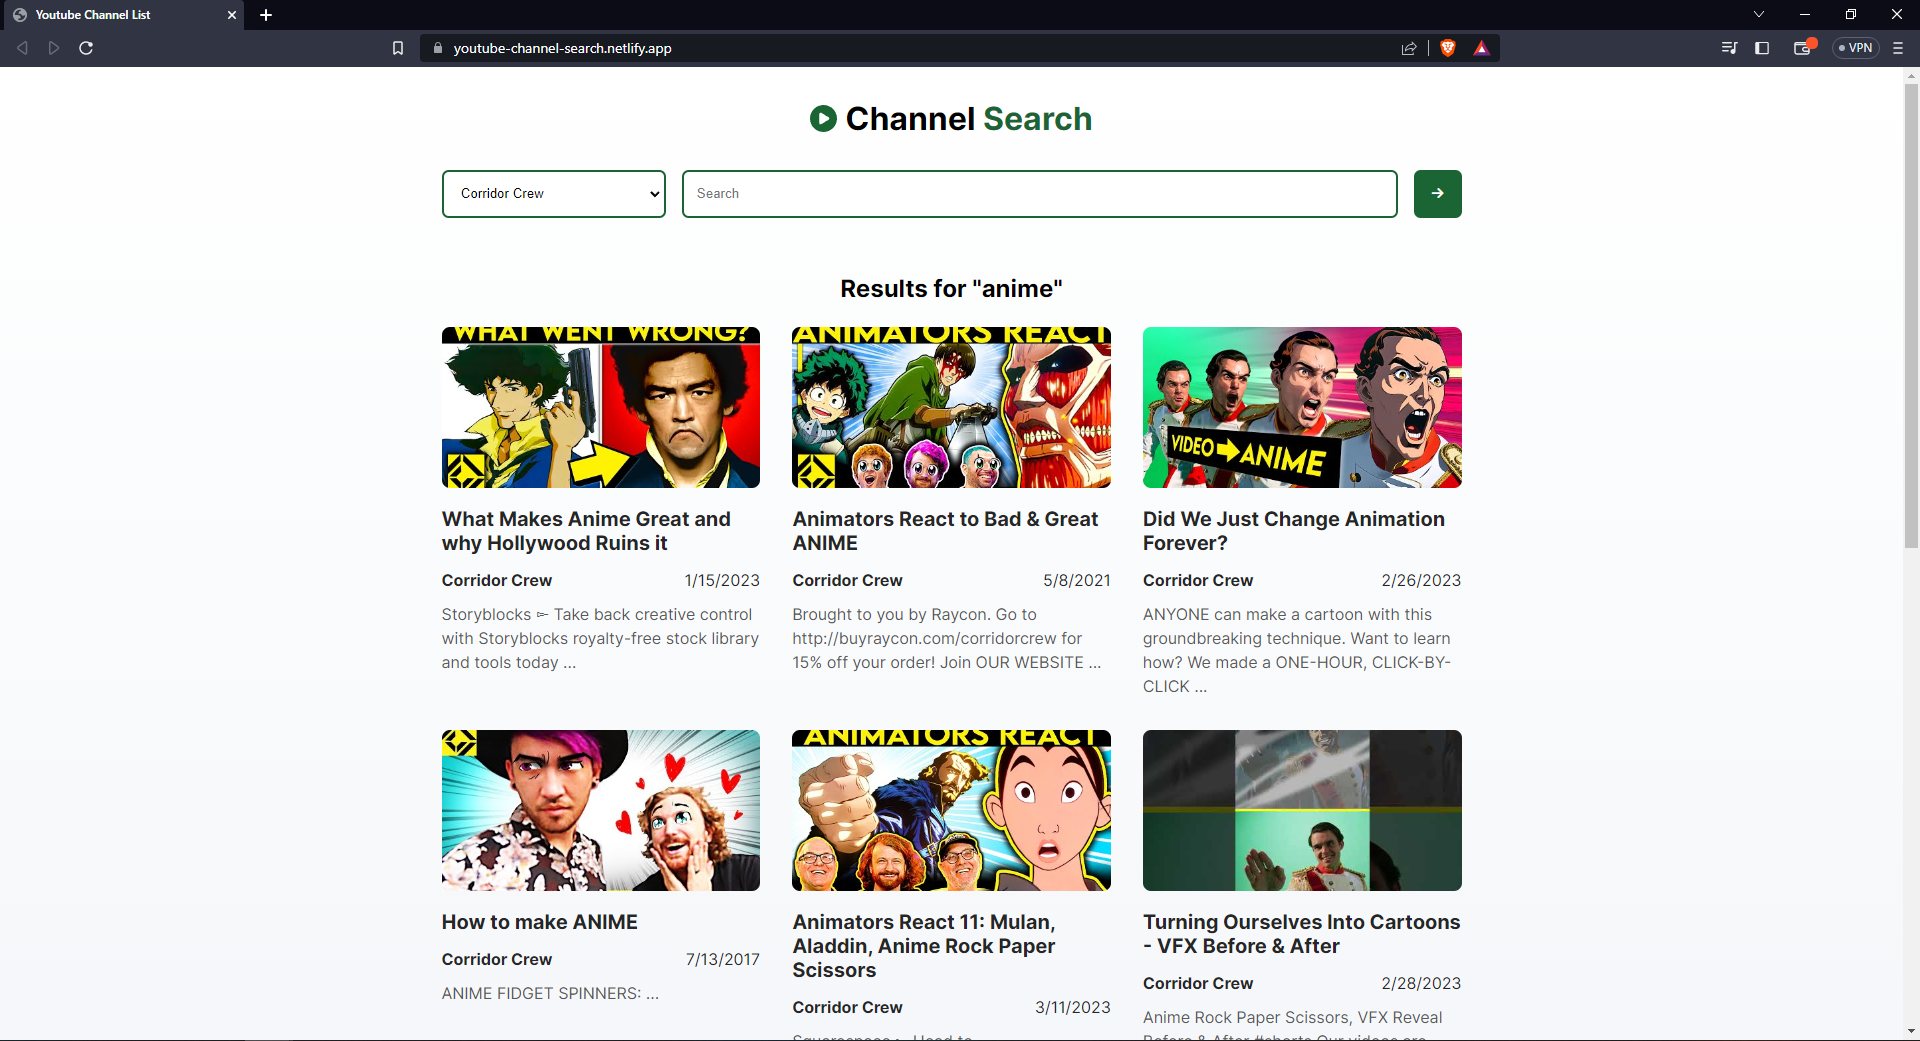 Youtube Channel List
youtube-channel-search.netlify.app
VPN
Channel Search
Corridor Crew
Search
Results for "anime"
WHAT WENT WRONG?
ANIMATORS REACT
VIDEO ANIME
What Makes Anime Great and
why Hollywood Ruins it
Corridor Crew 1/15/2023
Storyblocks ► Take back creative control
with Storyblocks royalty-free stock library
and tools today ...
Animators React to Bad & Great
ANIME
Corridor Crew 5/8/2021
Brought to you by Raycon. Go to
http://buyraycon.com/corridorcrew for
15% off your order! Join OUR WEBSITE ...
Did We Just Change Animation
Forever?
Corridor Crew 2/26/2023
ANYONE can make a cartoon with this
groundbreaking technique. Want to learn
how? We made a ONE-HOUR, CLICK-BY-
CLICK ...
ANIMATORS REACT
How to make ANIME
Corridor Crew 7/13/2017
ANIME FIDGET SPINNERS: ...
Animators React 11: Mulan,
Aladdin, Anime Rock Paper
Scissors
Corridor Crew 3/11/2023
Turning Ourselves Into Cartoons
- VFX Before & After
Corridor Crew 2/28/2023
Anime Rock Paper Scissors, VFX Reveal